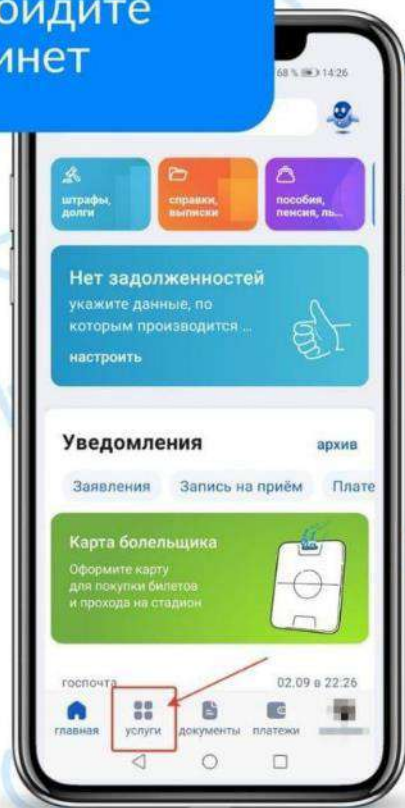 ойдите
инет
68 % 14:26
штрафы,
долги
справки,
выписки
пособия,
пенсия, ль...
Нет задолженностей
укажите данные, по
которым производится ...
настроить
Уведомления
архив
Заявления
Запись на приём
Плате
Карта болельщика
Оформите карту
для покупки билетов
и прохода на стадион
госпочта
02.09 в 22:26
главная
услуги
документы
платежи